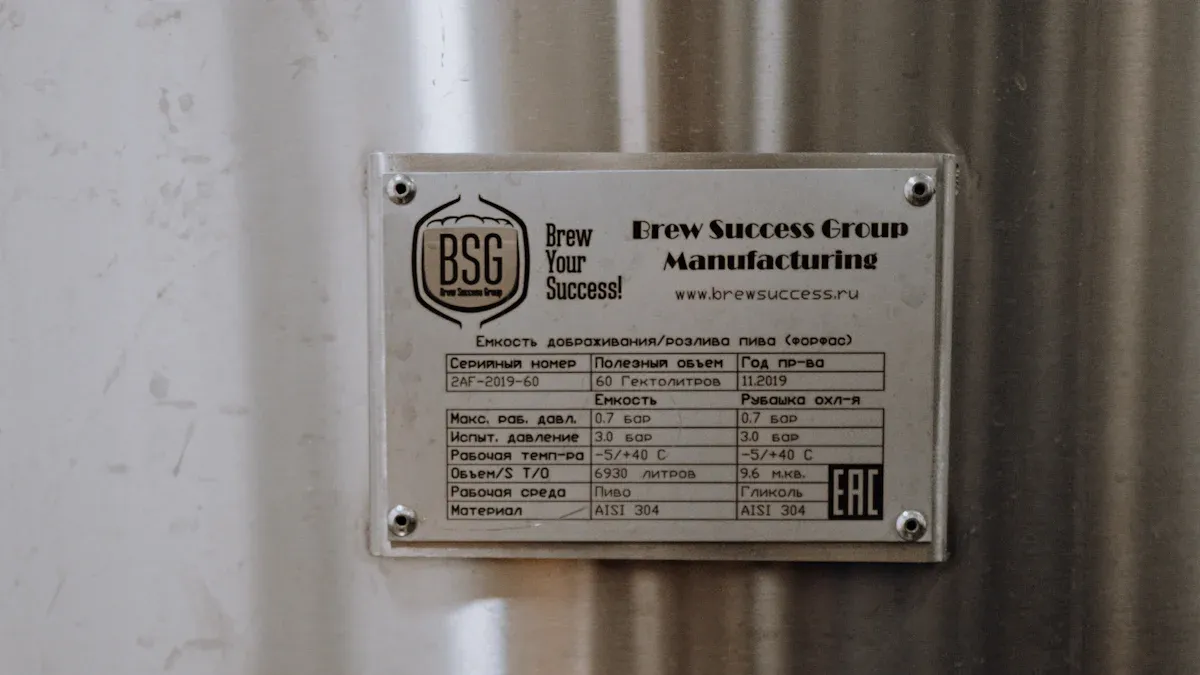 BSG
Brew Success Group
Brew
Your
Success!
Brew Success Group
Manufacturing
www.brewsuccess.ru
Емкость дображивания/розлива пива (форфас)
Серийный номер Полезный объем Год пр-ва
2AF-2019-60 60 Гектолитров 11.2019
Емкость Рубашка охл-я
Макс. раб. давл. 0.7 бар 0.7 бар
Испыт. давление 3.0 бар 3.0 бар
Рабочая темп-ра -5/+40 С -5/+40 С
Объем/S Т/О 6930 литров 9.6 м.кв.
Рабочая среда Пиво Гликоль
Материал AISI 304 AISI 304
EAC